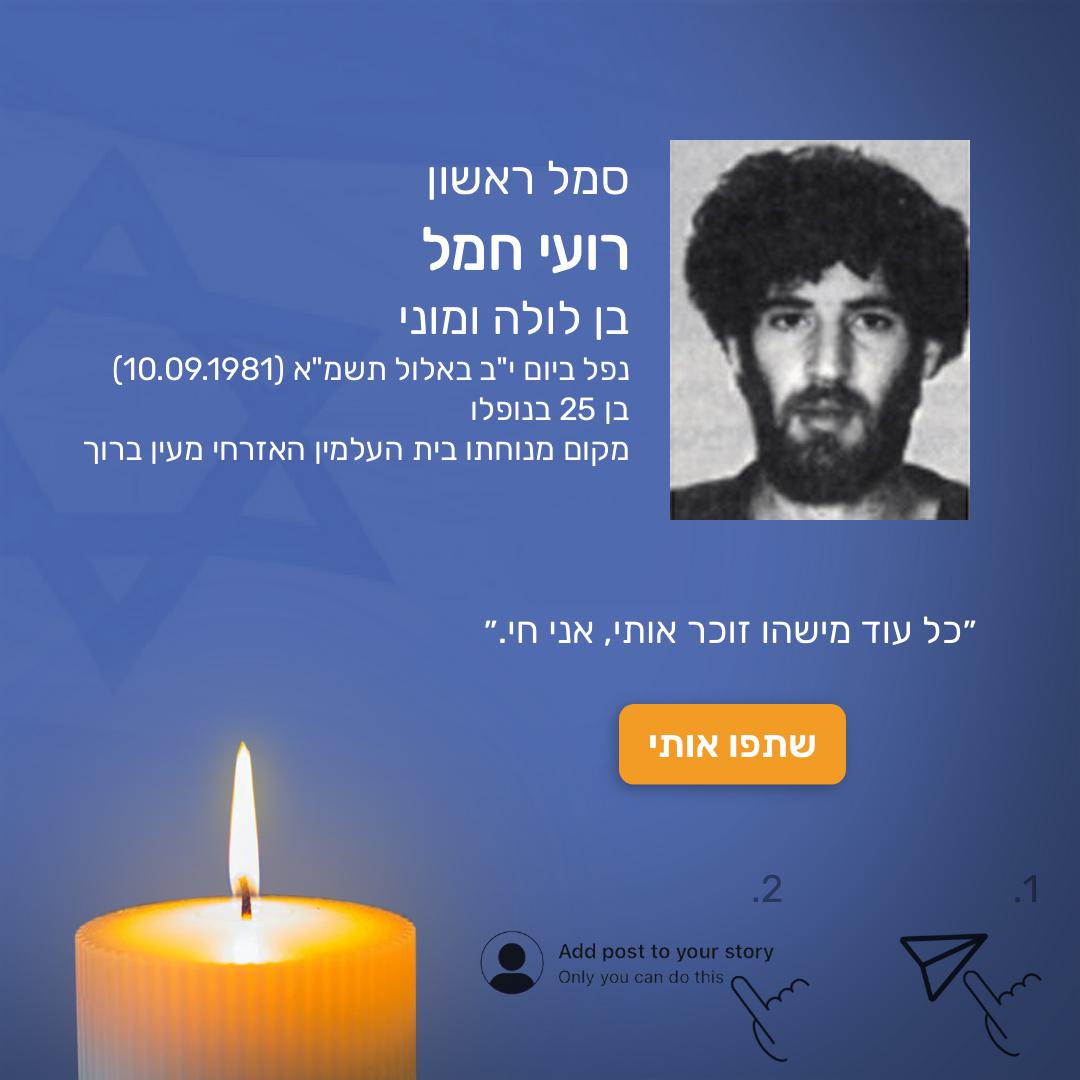 סמל ראשון
רועי חמל
בן לולה ומוני
נפל ביום י"ב באלול תשמ"א (10.09.1981)
בן 25 בנופלו
מקום מנוחתו בית העלמין האזרחי מעין ברוך
״כל עוד מישהו זוכר אותי, אני חי.״
שתפו אותי
1.
2.
Add post to your story
Only you can do this